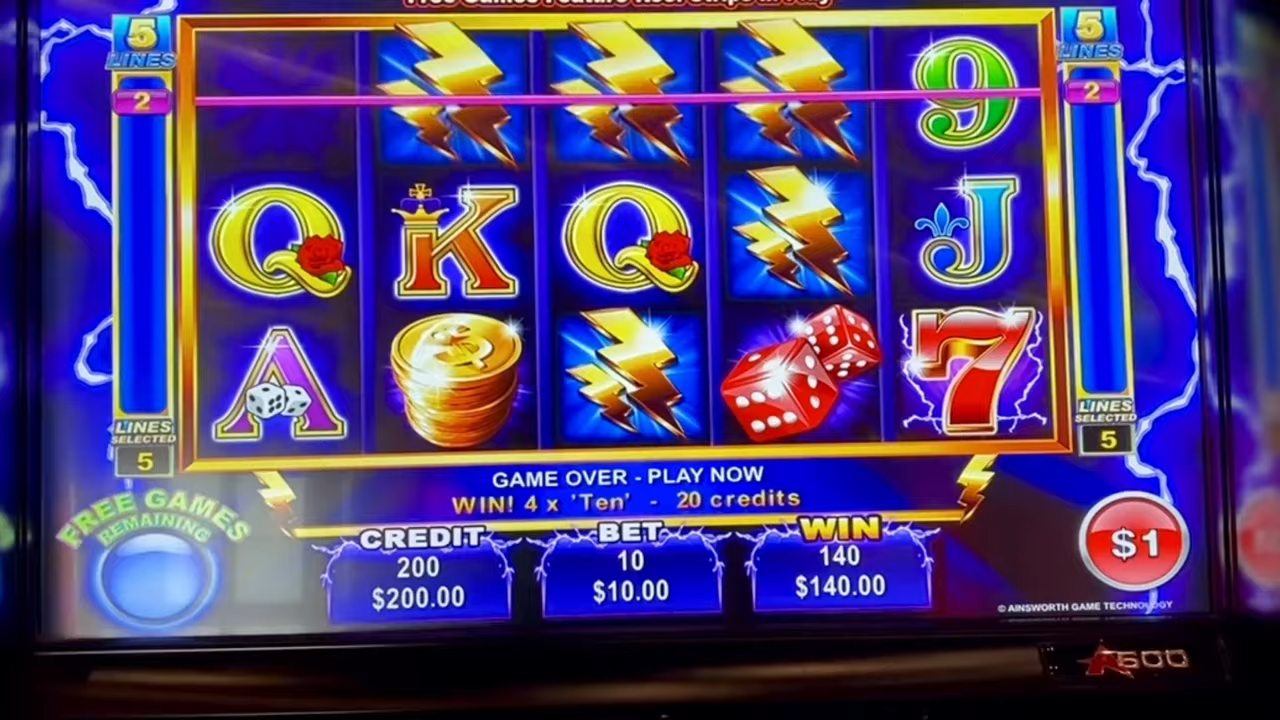 5
LINES
2
9
5
LINES
2
Q
K
Q
J
A
$
7
LINES
SELECTED
5
LINES
SELECTED
5
GAME OVER - PLAY NOW
WIN! 4 x 'Ten' - 20 credits
FREE GAMES
REMAINING
CREDIT
200
$200.00
BET
10
$10.00
WIN
140
$140.00
$1
© AINSWORTH GAME TECHNOLOGY
A600